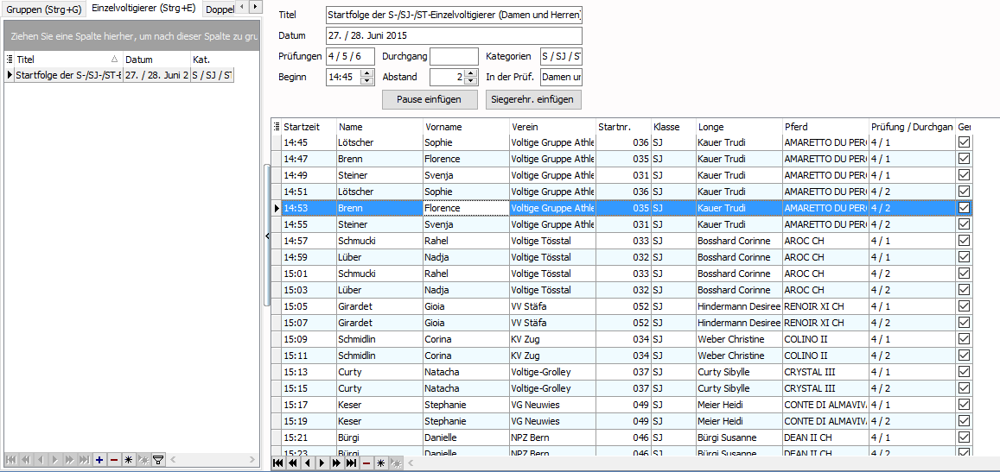 Gruppen (Strg+G) Einzelvoltigierer (Strg+E) Doppel
Ziehen Sie eine Spalte hierher, um nach dieser Spalte zu gru
Titel Datum Kat.
Startfolge der S-/SJ-/ST-E 27. / 28. Juni 2 S / SJ / ST
Titel Startfolge der S-/SJ-/ST-Einzelvoltigierer (Damen und Herren)
Datum 27. / 28. Juni 2015
Prüfungen 4 / 5 / 6 Durchgang Kategorien S / SJ / ST
Beginn 14:45 Abstand 2 In der Prüf. Damen un
Pause einfügen Siegerehr. einfügen
Startzeit Name Vorname Verein Startnr. Klasse Longe Pferd Prüfung / Durchgan Ger
14:45 Lötscher Sophie Voltige Gruppe Athle 036 SJ Kauer Trudi AMARETTO DU PER 4 / 1
14:47 Brenn Florence Voltige Gruppe Athle 035 SJ Kauer Trudi AMARETTO DU PER 4 / 1
14:49 Steiner Svenja Voltige Gruppe Athle 031 SJ Kauer Trudi AMARETTO DU PER 4 / 1
14:51 Lötscher Sophie Voltige Gruppe Athle 036 SJ Kauer Trudi AMARETTO DU PER 4 / 2
14:53 Brenn Florence Voltige Gruppe Athle 035 SJ Kauer Trudi AMARETTO DU PER 4 / 2
14:55 Steiner Svenja Voltige Gruppe Athle 031 SJ Kauer Trudi AMARETTO DU PER 4 / 2
14:57 Schmucki Rahel Voltige Tösstal 033 SJ Bosshard Corinne AROC CH 4 / 1
14:59 Lüber Nadja Voltige Tösstal 032 SJ Bosshard Corinne AROC CH 4 / 1
15:01 Schmucki Rahel Voltige Tösstal 033 SJ Bosshard Corinne AROC CH 4 / 2
15:03 Lüber Nadja Voltige Tösstal 032 SJ Bosshard Corinne AROC CH 4 / 2
15:05 Girardet Gioia VV Stäfa 052 SJ Hindermann Desiree RENOIR XI CH 4 / 1
15:07 Girardet Gioia VV Stäfa 052 SJ Hindermann Desiree RENOIR XI CH 4 / 2
15:09 Schmidlin Corina KV Zug 034 SJ Weber Christine COLINO II 4 / 1
15:11 Schmidlin Corina KV Zug 034 SJ Weber Christine COLINO II 4 / 2
15:13 Curty Natacha Voltige-Grolley 037 SJ Curty Sibylle CRYSTAL III 4 / 1
15:15 Curty Natacha Voltige-Grolley 037 SJ Curty Sibylle CRYSTAL III 4 / 2
15:17 Keser Stephanie VG Neuwies 049 SJ Meier Heidi CONTE DI ALMAVIVA 4 / 1
15:19 Keser Stephanie VG Neuwies 049 SJ Meier Heidi CONTE DI ALMAVIVA 4 / 2
15:21 Bürgi Danielle NPZ Bern 046 SJ Bürgi Susanne DEAN II CH 4 / 1
15:23 Bürgi Danielle NPZ Bern 046 SJ Bürgi Susanne DEAN II CH 4 / 2